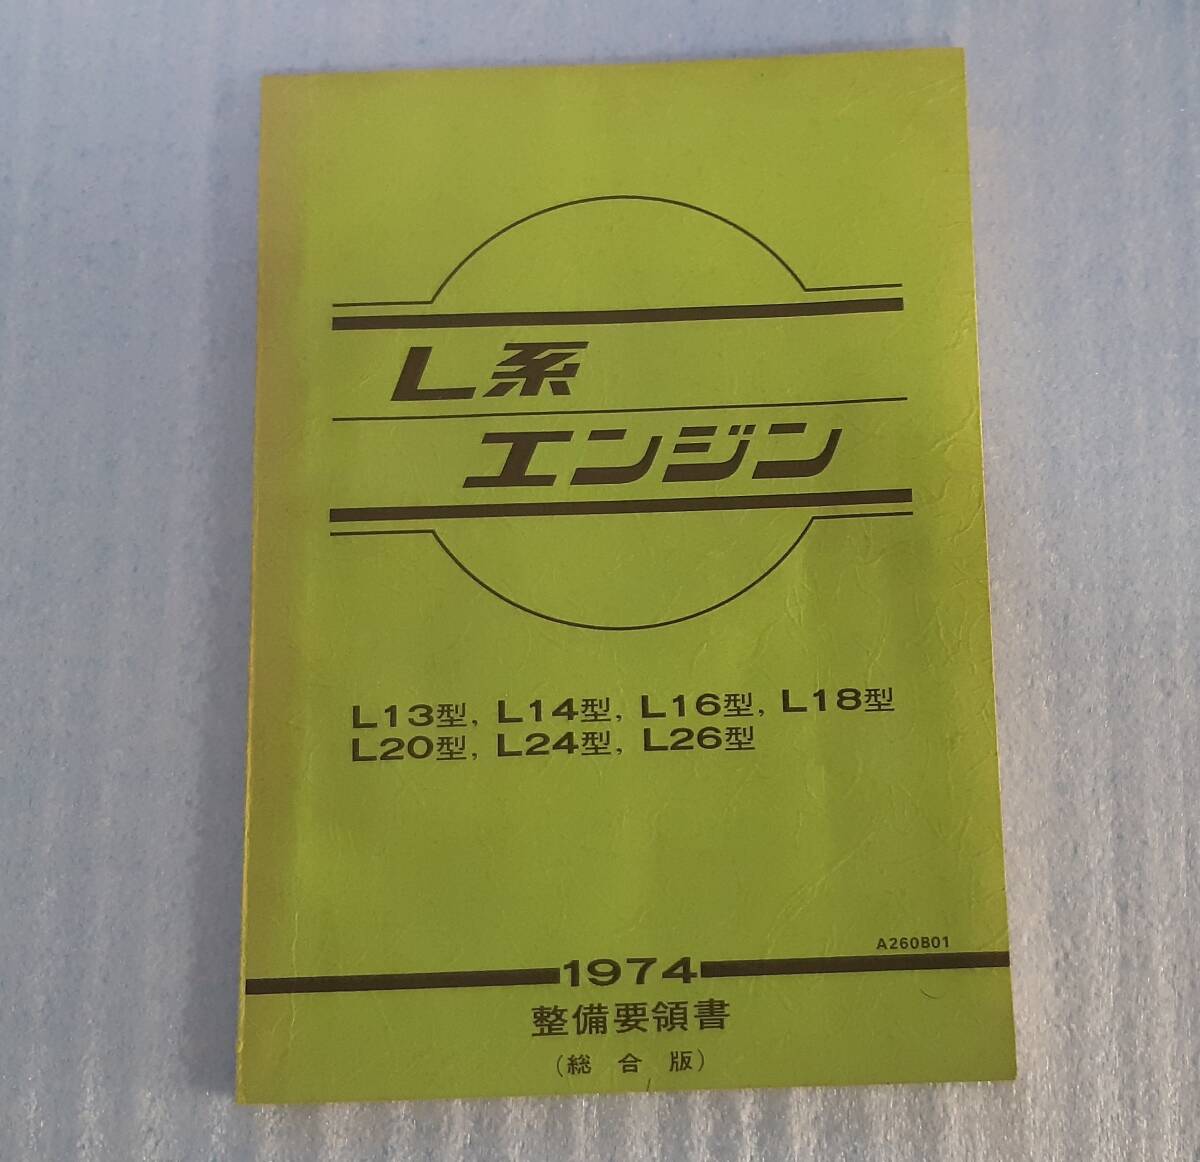 L系
エンジン
L13型, L14型, L16型, L18型
L20型, L24型, L26型
A260B01
1974
整備要領書
(総合版)